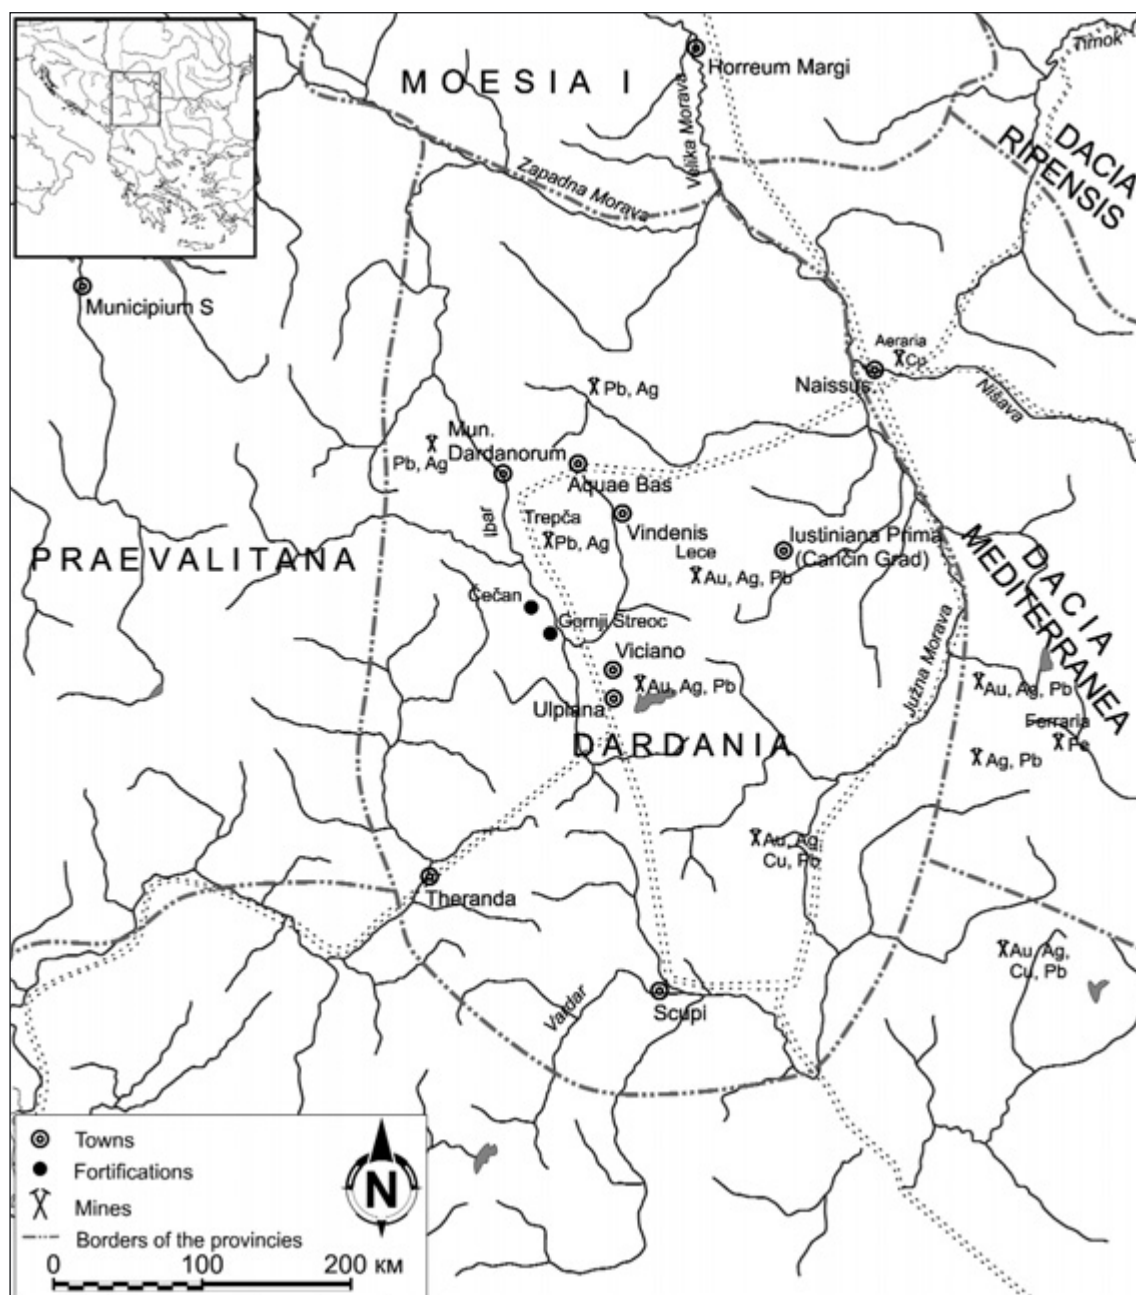 Timok
Horreum Margi
MOESIA I
Velika Morava
DACIA
RIPENSIS
Zapadna Morava
Municipium S
Aeraria
Cu
Naissus
Nišava
Pb, Ag
Mun.
Dardanorum
Pb, Ag
Aquae Bas
Ibar
Trepča
Pb, Ag
Vindenis
Iustiniana Prima
(Caričin Grad)
Lece
Au, Ag, Pb
PRAEVALITANA
DACIA
MEDITERRANEA
Čečan
Gornji Streoc
Viciano
Au, Ag, Pb
Ulpiana
Južna Morava
Au, Ag, Pb
Ferraria
Fe
Ag, Pb
DARDANIA
Au, Ag
Cu, Pb
Theranda
Au, Ag,
Cu, Pb
Vardar
Scupi
Towns
Fortifications
Mines
Borders of the provincies
N
0 100 200 км